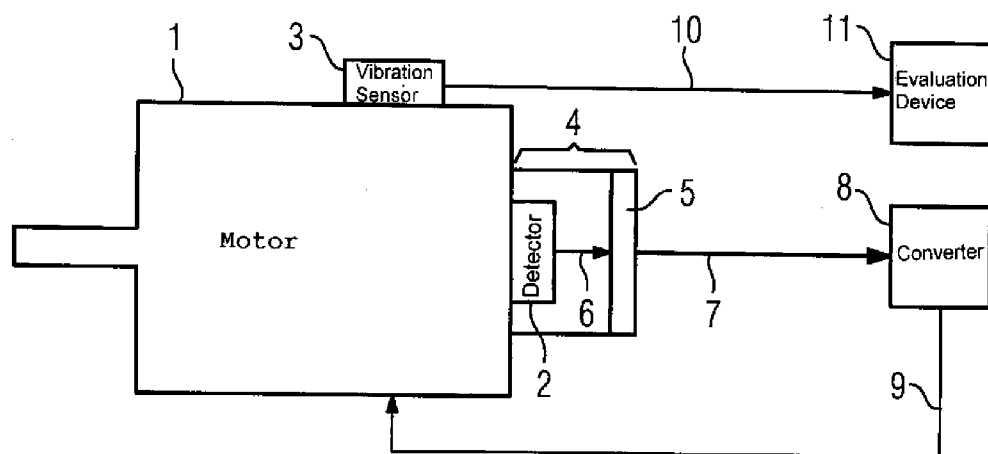 1
3
Vibration
Sensor
10
11
Evaluation
Device
4
5
8
Motor
Detector
Converter
6
7
2
9